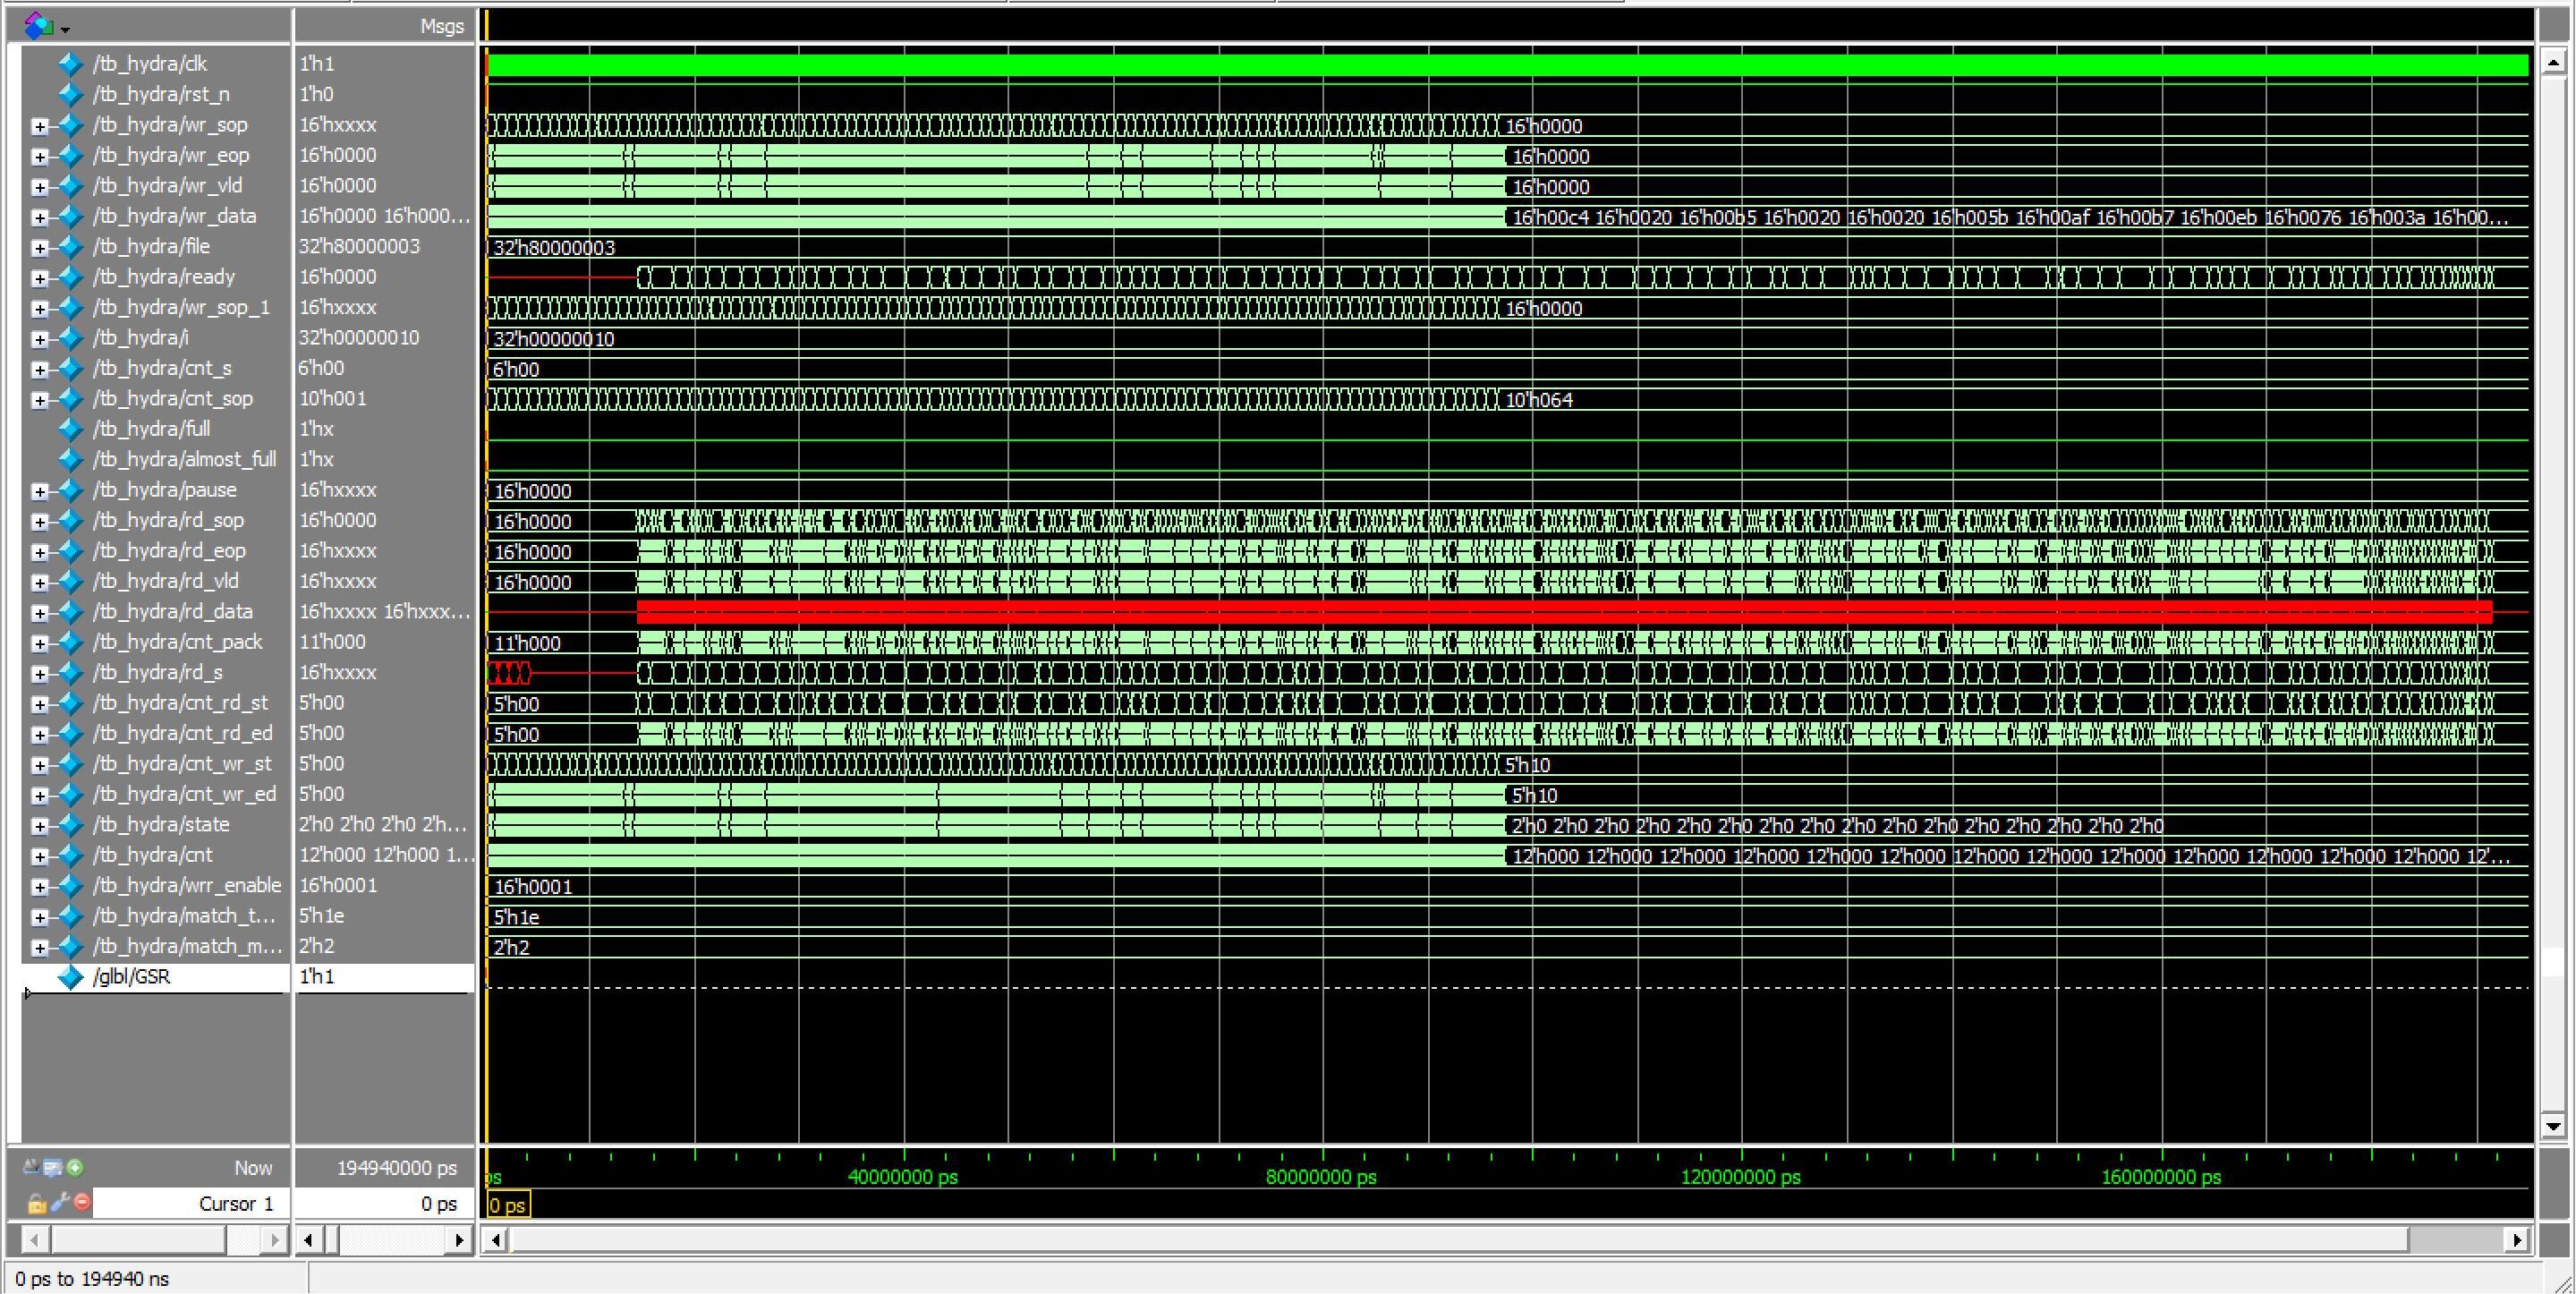 Msgs
/tb_hydra/clk 1'h1
/tb_hydra/rst_n 1'h0
/tb_hydra/wr_sop 16'hxxxx 16'h0000
/tb_hydra/wr_eop 16'h0000 16'h0000
/tb_hydra/wr_vld 16'h0000 16'h0000
/tb_hydra/wr_data 16'h0000 16'h000... 16'h00c4 16'h0020 16'h00b5 16'h0020 16'h0020 16'h005b 16'h00af 16'h00b7 16'h00eb 16'h0076 16'h003a 16'h00...
/tb_hydra/file 32'h80000003 32'h80000003
/tb_hydra/ready 16'h0000
/tb_hydra/wr_sop_1 16'hxxxx 16'h0000
/tb_hydra/i 32'h00000010 32'h00000010
/tb_hydra/cnt_s 6'h00 6'h00
/tb_hydra/cnt_sop 10'h001 10'h064
/tb_hydra/full 1'hx
/tb_hydra/almost_full 1'hx
/tb_hydra/pause 16'hxxxx 16'h0000
/tb_hydra/rd_sop 16'h0000 16'h0000
/tb_hydra/rd_eop 16'hxxxx 16'h0000
/tb_hydra/rd_vld 16'hxxxx 16'h0000
/tb_hydra/rd_data 16'hxxxx 16'hxxx...
/tb_hydra/cnt_pack 11'h000 11'h000
/tb_hydra/rd_s 16'hxxxx
/tb_hydra/cnt_rd_st 5'h00 5'h00
/tb_hydra/cnt_rd_ed 5'h00 5'h00
/tb_hydra/cnt_wr_st 5'h00 5'h10
/tb_hydra/cnt_wr_ed 5'h00 5'h10
/tb_hydra/state 2'h0 2'h0 2'h0 2'h... 2'h0 2'h0 2'h0 2'h0 2'h0 2'h0 2'h0 2'h0 2'h0 2'h0 2'h0 2'h0 2'h0 2'h0 2'h0 2'h0
/tb_hydra/cnt 12'h000 12'h000 1... 12'h000 12'h000 12'h000 12'h000 12'h000 12'h000 12'h000 12'h000 12'h000 12'h000 12'h000 12'h000 12'h000 12'...
/tb_hydra/wrr_enable 16'h0001 16'h0001
/tb_hydra/match_t... 5'h1e 5'h1e
/tb_hydra/match_m... 2'h2 2'h2
/glbl/GSR 1'h1
Now 194940000 ps 40000000 ps 80000000 ps 120000000 ps 160000000 ps
Cursor 1 0 ps 0 ps
0 ps to 194940 ns